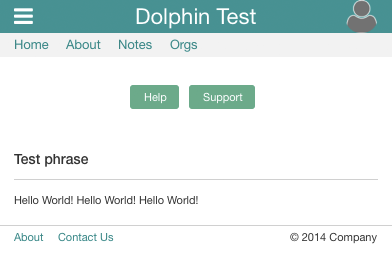 Dolphin Test
Home About Notes Orgs
Help Support
Test phrase
Hello World! Hello World! Hello World!
About Contact Us © 2014 Company